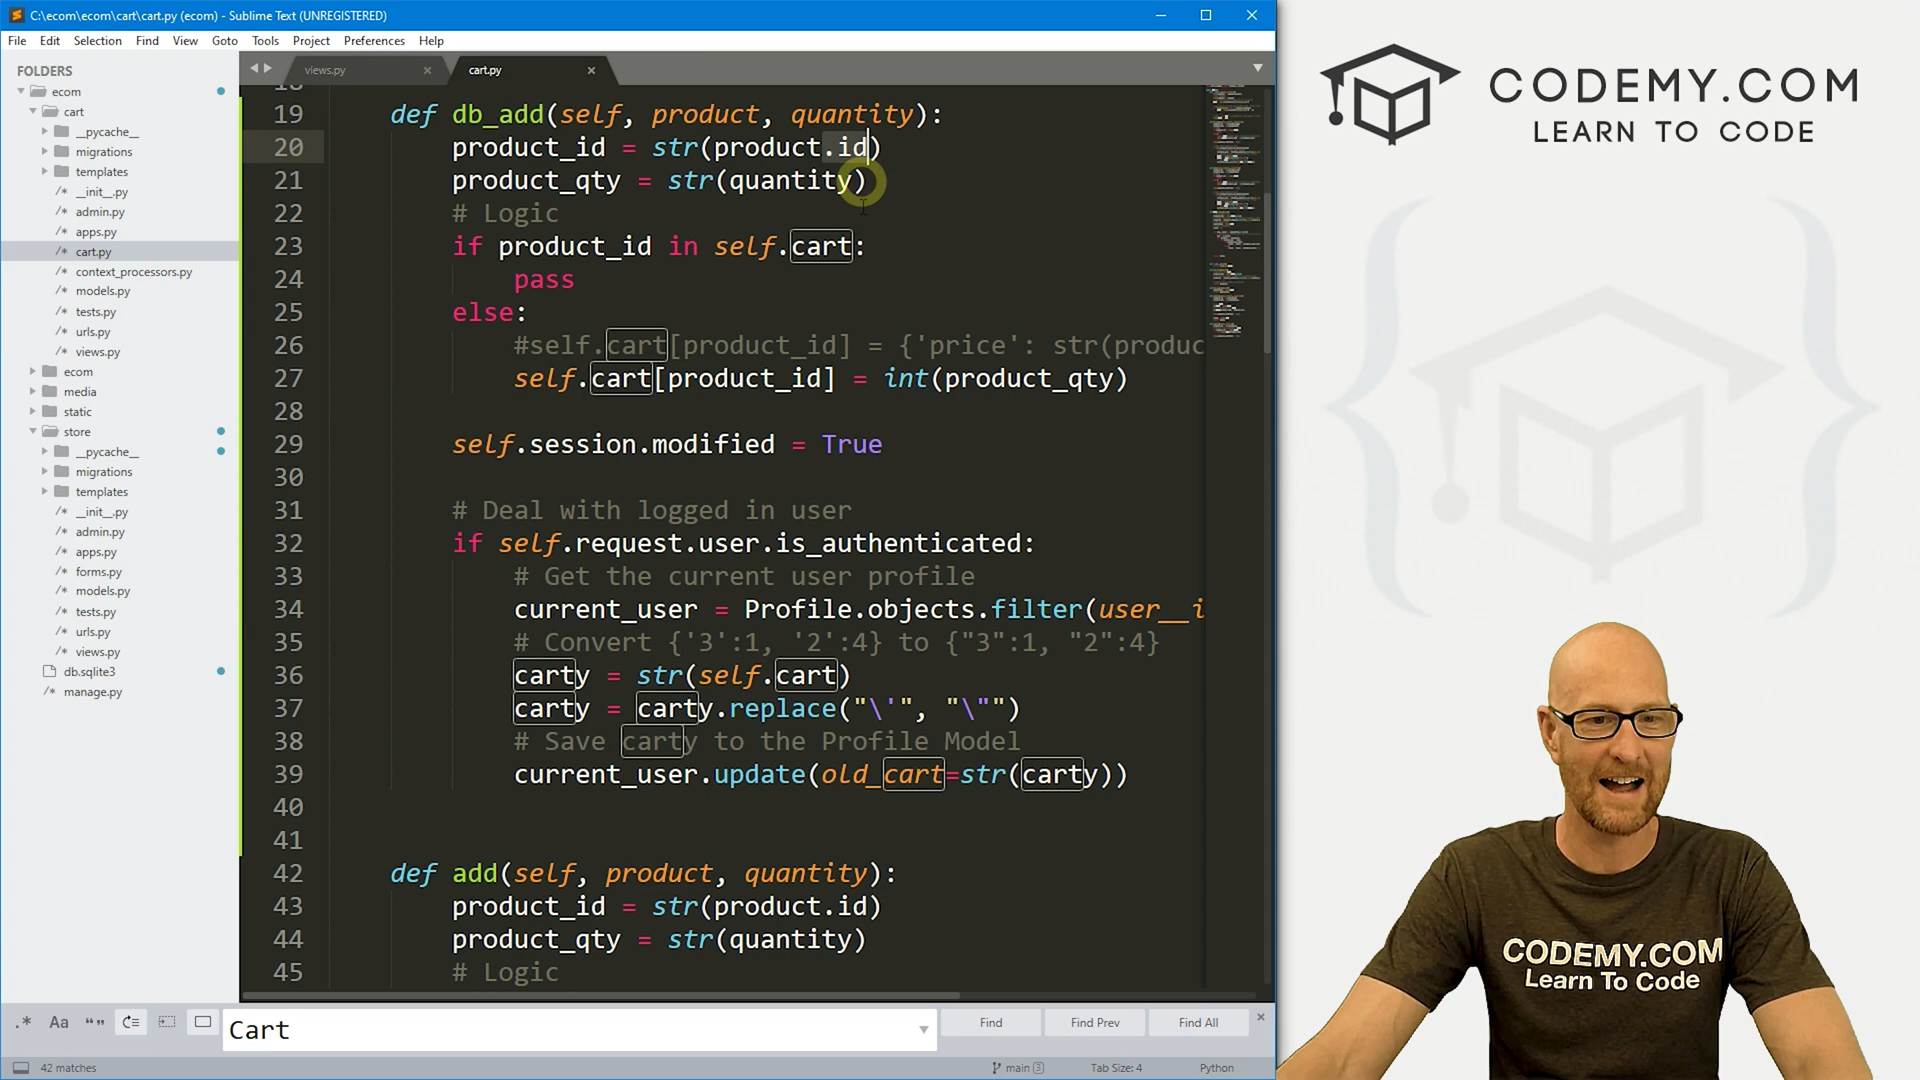 C:\ecom\ecom\cart\cart.py (ecom) - Sublime Text (UNREGISTERED)
File Edit Selection Find View Goto Tools Project Preferences Help
FOLDERS
ecom
cart
__pycache__
migrations
templates
/* __init__.py
/* admin.py
/* apps.py
/* cart.py
/* context_processors.py
/* models.py
/* tests.py
/* urls.py
/* views.py
ecom
media
static
store
__pycache__
migrations
templates
/* __init__.py
/* admin.py
/* apps.py
/* forms.py
/* models.py
/* tests.py
/* urls.py
/* views.py
db.sqlite3
/* manage.py
views.py
cart.py
19 def db_add(self, product, quantity):
20 product_id = str(product.id)
21 product_qty = str(quantity)
22 # Logic
23 if product_id in self.cart:
24 pass
25 else:
26 #self.cart[product_id] = {'price': str(produc
27 self.cart[product_id] = int(product_qty)
28
29 self.session.modified = True
30
31 # Deal with logged in user
32 if self.request.user.is_authenticated:
33 # Get the current user profile
34 current_user = Profile.objects.filter(user__i
35 # Convert {'3':1, '2':4} to {"3":1, "2":4}
36 carty = str(self.cart)
37 carty = carty.replace("\'", "\"")
38 # Save carty to the Profile Model
39 current_user.update(old_cart=str(carty))
40
41
42 def add(self, product, quantity):
43 product_id = str(product.id)
44 product_qty = str(quantity)
45 # Logic
.* Aa “” Cart Find Find Prev Find All
42 matches main 3 Tab Size: 4 Python
CODEMY.COM
LEARN TO CODE
CODEMY.COM
Learn To Code